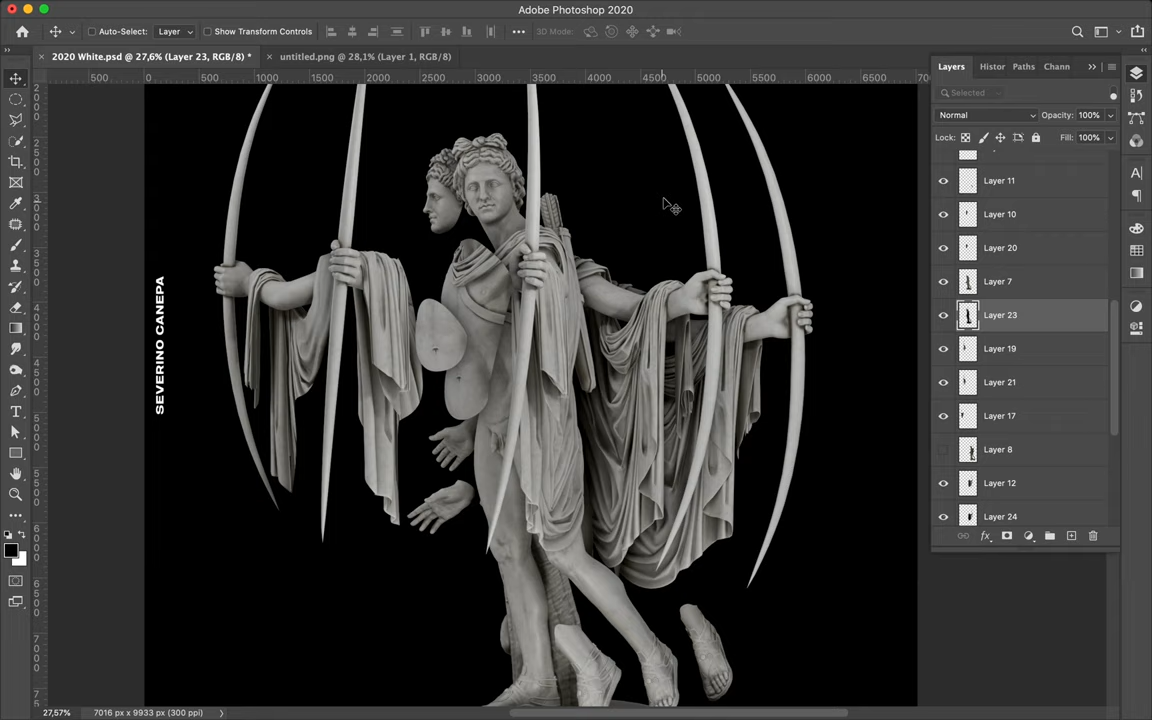 Adobe Photoshop 2020
Auto-Select: Layer Show Transform Controls 3D Mode:
2020 White.psd @ 27,6% (Layer 23, RGB/8) *
untitled.png @ 28,1% (Layer 1, RGB/8)
500 0 500 1000 1500 2000 2500 3000 3500 4000 4500 5000 5500 6000 6500
SEVERINO CANEPA
Layers Histor Paths Chann
Selected
Normal Opacity: 100%
Lock: Fill: 100%
Layer 11
Layer 10
Layer 20
Layer 7
Layer 23
Layer 19
Layer 21
Layer 17
Layer 8
Layer 12
Layer 24
27,57% 7016 px x 9933 px (300 ppi)